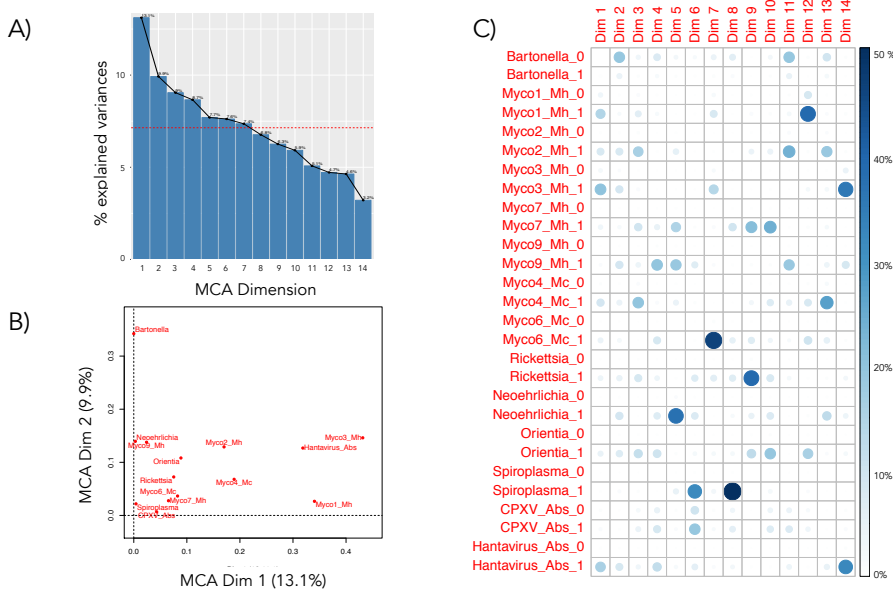 A)
% explained variances
10
5
0
13.1%
9.9%
9%
8.7%
7.7%
7.6%
7.4%
6.8%
6.3%
5.9%
5.1%
4.7%
4.6%
3.2%
1 2 3 4 5 6 7 8 9 10 11 12 13 14
MCA Dimension
B)
MCA Dim 2 (9.9%)
0.3
0.2
0.1
0.0
Bartonella
Neoehrlichia
Myco9_Mh
Orientia
Myco2_Mh
Myco3_Mh
Hantavirus_Abs
Rickettsia
Myco4_Mc
Myco6_Mc
Myco7_Mh
Myco1_Mh
Spiroplasma
CPXV_Abs
0.0 0.1 0.2 0.3 0.4
MCA Dim 1 (13.1%)
C)
Dim 1
Dim 2
Dim 3
Dim 4
Dim 5
Dim 6
Dim 7
Dim 8
Dim 9
Dim 10
Dim 11
Dim 12
Dim 13
Dim 14
Bartonella_0
Bartonella_1
Myco1_Mh_0
Myco1_Mh_1
Myco2_Mh_0
Myco2_Mh_1
Myco3_Mh_0
Myco3_Mh_1
Myco7_Mh_0
Myco7_Mh_1
Myco9_Mh_0
Myco9_Mh_1
Myco4_Mc_0
Myco4_Mc_1
Myco6_Mc_0
Myco6_Mc_1
Rickettsia_0
Rickettsia_1
Neoehrlichia_0
Neoehrlichia_1
Orientia_0
Orientia_1
Spiroplasma_0
Spiroplasma_1
CPXV_Abs_0
CPXV_Abs_1
Hantavirus_Abs_0
Hantavirus_Abs_1
50 %
40%
30%
20%
10%
0%